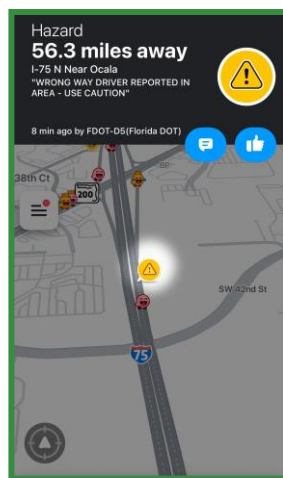 Hazard
56.3 miles away
I-75 N Near Ocala
"WRONG WAY DRIVER REPORTED IN
AREA - USE CAUTION"
8 min ago by FDOT-D5(Florida DOT)
38th Ct
200
SW 42nd St
75